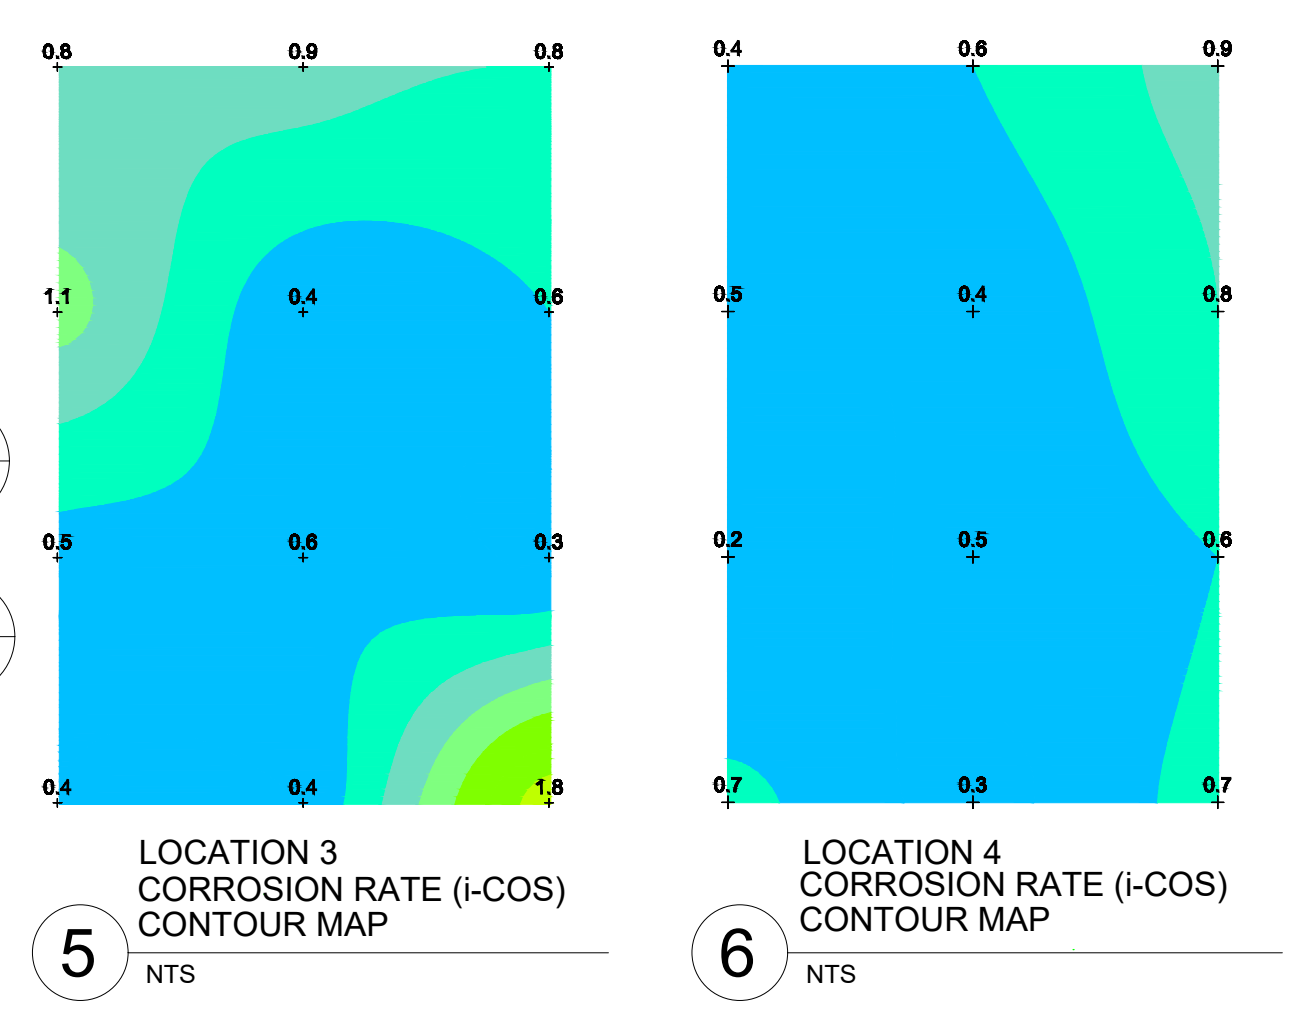 0.8 0.9 0.8
1.1 0.4 0.6
0.5 0.6 0.3
0.4 0.4 1.8
LOCATION 3
CORROSION RATE (i-COS)
CONTOUR MAP
5
NTS
0.4 0.6 0.9
0.5 0.4 0.8
0.2 0.5 0.6
0.7 0.3 0.7
LOCATION 4
CORROSION RATE (i-COS)
CONTOUR MAP
6
NTS